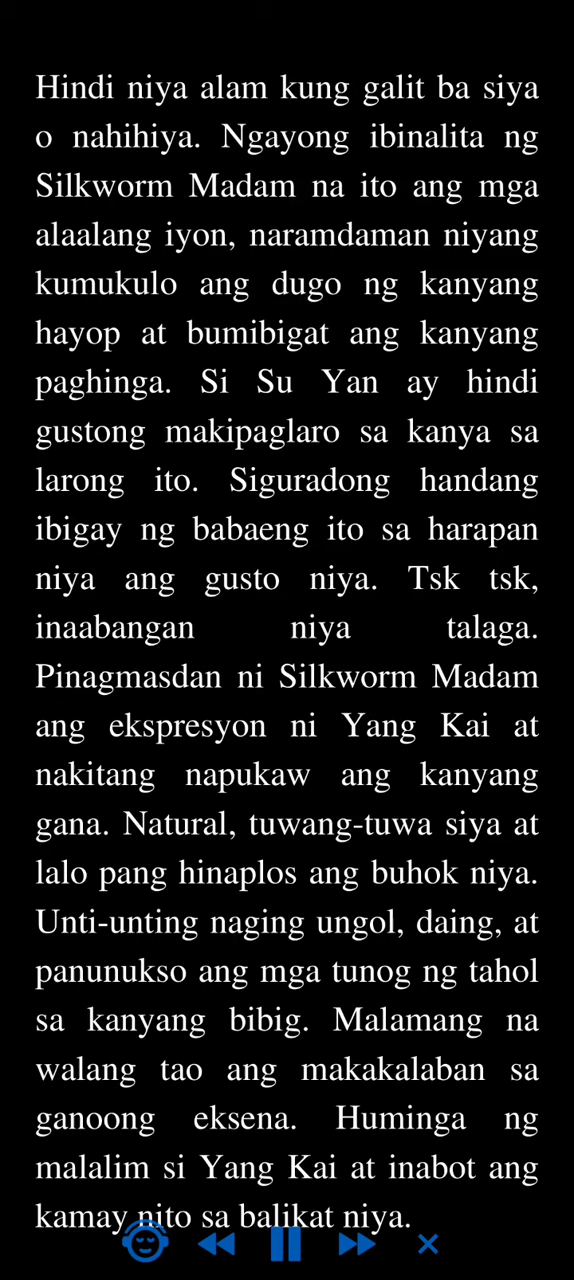 Hindi niya alam kung galit ba siya
o nahihiya. Ngayong ibinalita ng
Silkworm Madam na ito ang mga
alaalang iyon, naramdaman niyang
kumukulo ang dugo ng kanyang
hayop at bumibigat ang kanyang
paghinga. Si Su Yan ay hindi
gustong makipaglaro sa kanya sa
larong ito. Siguradong handang
ibigay ng babaeng ito sa harapan
niya ang gusto niya. Tsk tsk,
inaabangan niya talaga.
Pinagmasdan ni Silkworm Madam
ang ekspresyon ni Yang Kai at
nakitang napukaw ang kanyang
gana. Natural, tuwang-tuwa siya at
lalo pang hinaplos ang buhok niya.
Unti-unting naging ungol, daing, at
panunukso ang mga tunog ng tahol
sa kanyang bibig. Malamang na
walang tao ang makakalaban sa
ganoong eksena. Huminga ng
malalim si Yang Kai at inabot ang
kamay nito sa balikat niya.